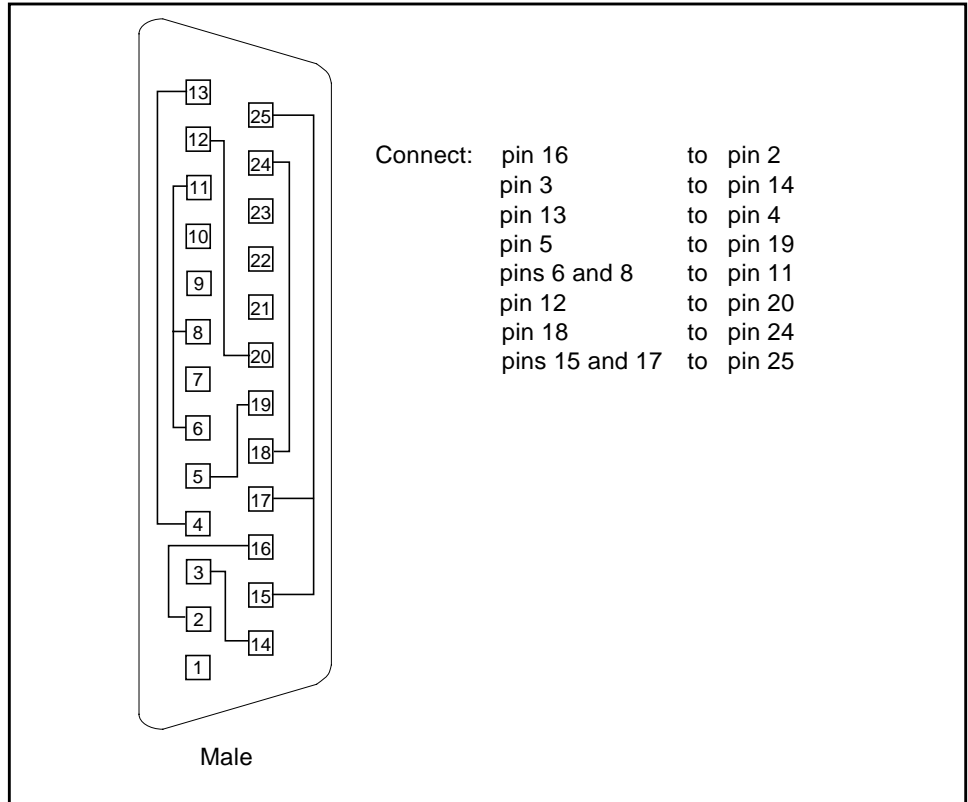 13
25
12
24
11
23
10
22
9
21
8
20
7
19
6
18
5
17
4
16
3
15
2
14
1
Male
Connect: pin 16 to pin 2
pin 3 to pin 14
pin 13 to pin 4
pin 5 to pin 19
pins 6 and 8 to pin 11
pin 12 to pin 20
pin 18 to pin 24
pins 15 and 17 to pin 25